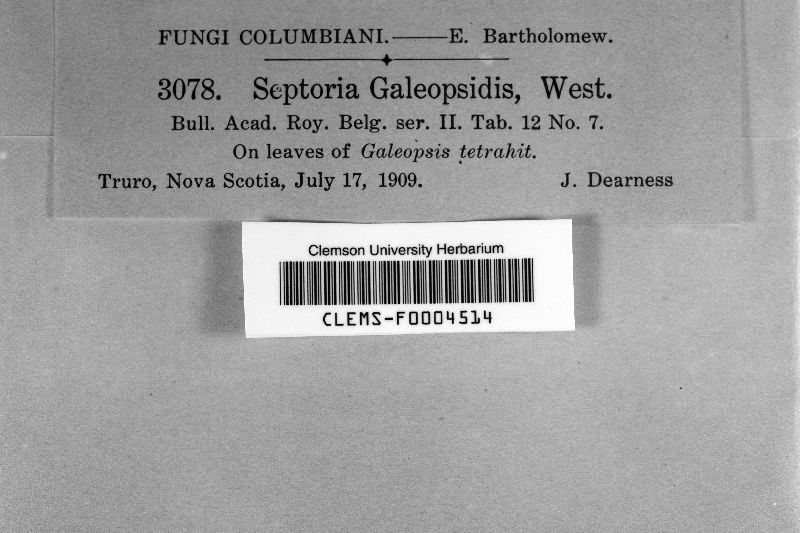 FUNGI COLUMBIANI.——E. Bartholomew.
3078. Septoria Galeopsidis, West.
Bull. Acad. Roy. Belg. ser. II. Tab. 12 No. 7.
On leaves of Galeopsis tetrahit.
Truro, Nova Scotia, July 17, 1909. J. Dearness
Clemson University Herbarium
CLEMS-F0004514